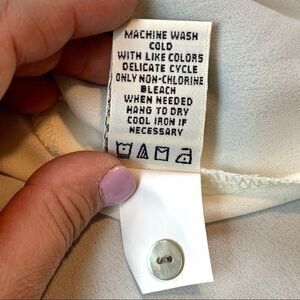 MACHINE WASH
COLD
WITH LIKE COLORS
DELICATE CYCLE
ONLY NON-CHLORINE
BLEACH
WHEN NEEDED
HANG TO DRY
COOL IRON IF
NECESSARY